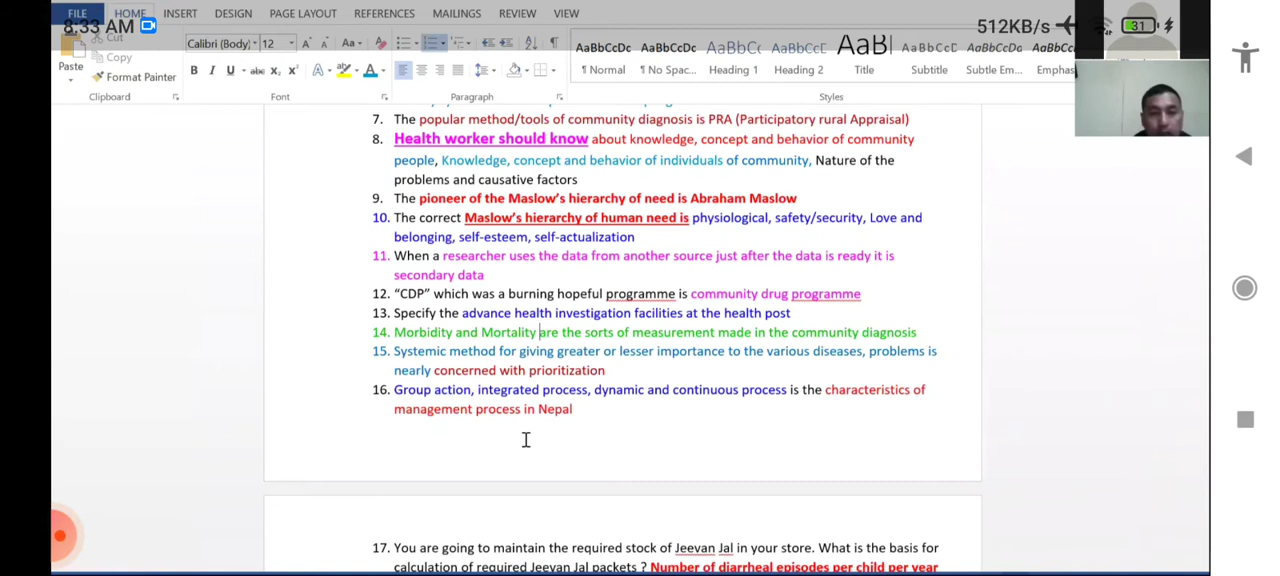 FILE HOME INSERT DESIGN PAGE LAYOUT REFERENCES MAILINGS REVIEW VIEW
8:33 AM 512KB/s 31
Cut
Copy
Paste Format Painter
Calibri (Body) 12 Aa
B I U abc X₂ X² A A
AaBbCcDc AaBbCcDc AaBbCc AaBbCcE AaB AaBbCcD AaBbCcDc AaBbCcDc
¶ Normal ¶ No Spac... Heading 1 Heading 2 Title Subtitle Subtle Em... Emphas
Clipboard Font Paragraph Styles
7. The popular method/tools of community diagnosis is PRA (Participatory rural Appraisal)
8. Health worker should know about knowledge, concept and behavior of community
people, Knowledge, concept and behavior of individuals of community, Nature of the
problems and causative factors
9. The pioneer of the Maslow's hierarchy of need is Abraham Maslow
10. The correct Maslow's hierarchy of human need is physiological, safety/security, Love and
belonging, self-esteem, self-actualization
11. When a researcher uses the data from another source just after the data is ready it is
secondary data
12. "CDP" which was a burning hopeful programme is community drug programme
13. Specify the advance health investigation facilities at the health post
14. Morbidity and Mortality are the sorts of measurement made in the community diagnosis
15. Systemic method for giving greater or lesser importance to the various diseases, problems is
nearly concerned with prioritization
16. Group action, integrated process, dynamic and continuous process is the characteristics of
management process in Nepal
17. You are going to maintain the required stock of Jeevan Jal in your store. What is the basis for
calculation of required Jeevan Jal packets ? Number of diarrheal episodes per child per year